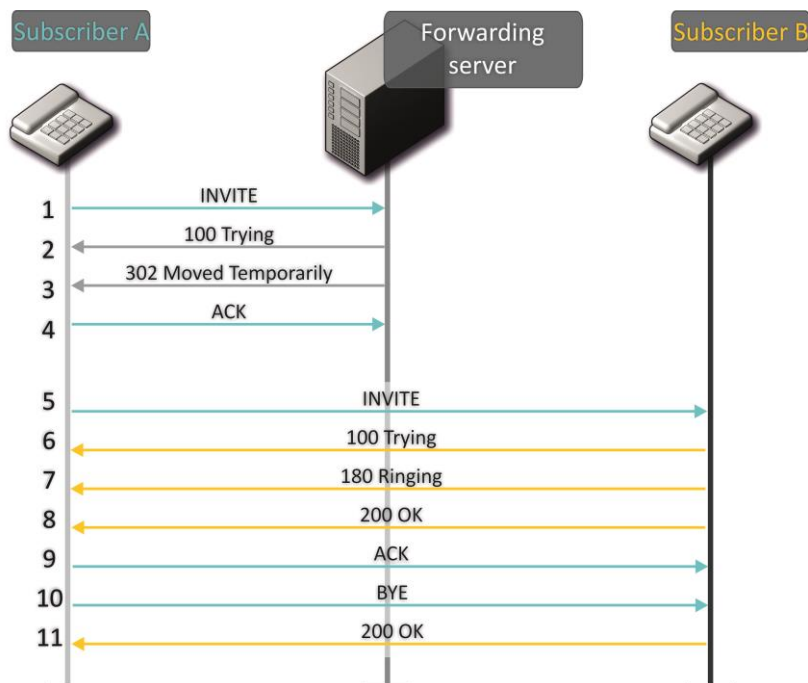 Subscriber A
Forwarding
server
Subscriber B
1 INVITE
2 100 Trying
3 302 Moved Temporarily
4 ACK
5 INVITE
6 100 Trying
7 180 Ringing
8 200 OK
9 ACK
10 BYE
11 200 OK